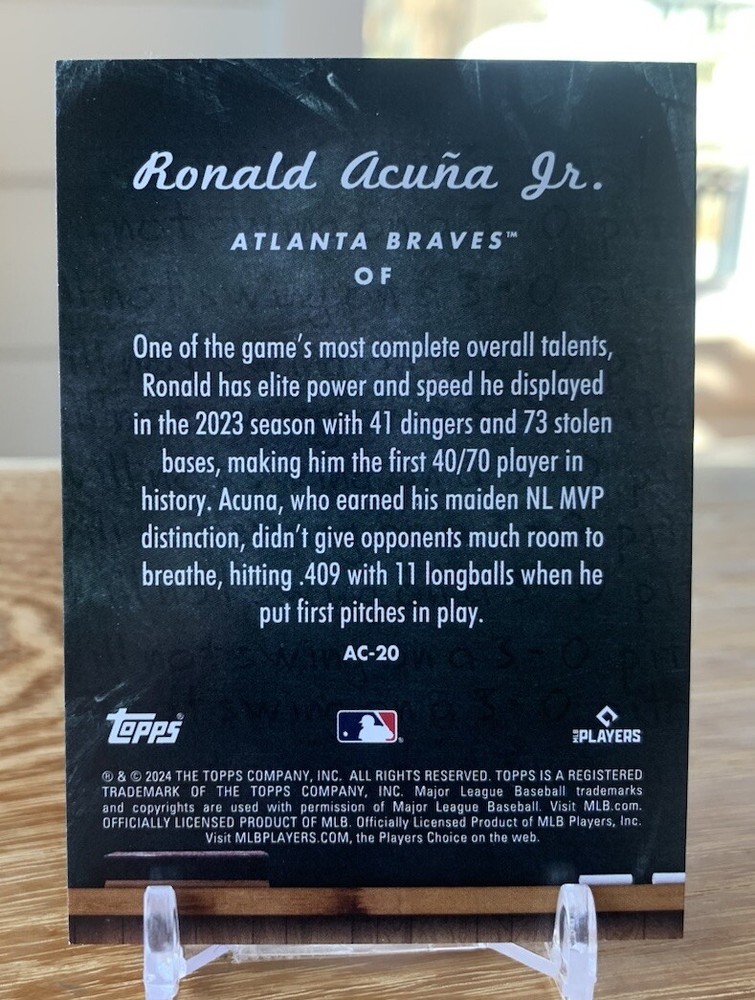 Ronald Acuña Jr.
ATLANTA BRAVES™
OF
One of the game's most complete overall talents,
Ronald has elite power and speed he displayed
in the 2023 season with 41 dingers and 73 stolen
bases, making him the first 40/70 player in
history. Acuna, who earned his maiden NL MVP
distinction, didn't give opponents much room to
breathe, hitting .409 with 11 longballs when he
put first pitches in play.
AC-20
TOPPS®
MLB PLAYERS
® & © 2024 THE TOPPS COMPANY, INC. ALL RIGHTS RESERVED. TOPPS IS A REGISTERED
TRADEMARK OF THE TOPPS COMPANY, INC. Major League Baseball trademarks
and copyrights are used with permission of Major League Baseball. Visit MLB.com.
OFFICIALLY LICENSED PRODUCT OF MLB. Officially Licensed Product of MLB Players, Inc.
Visit MLBPLAYERS.COM, the Players Choice on the web.